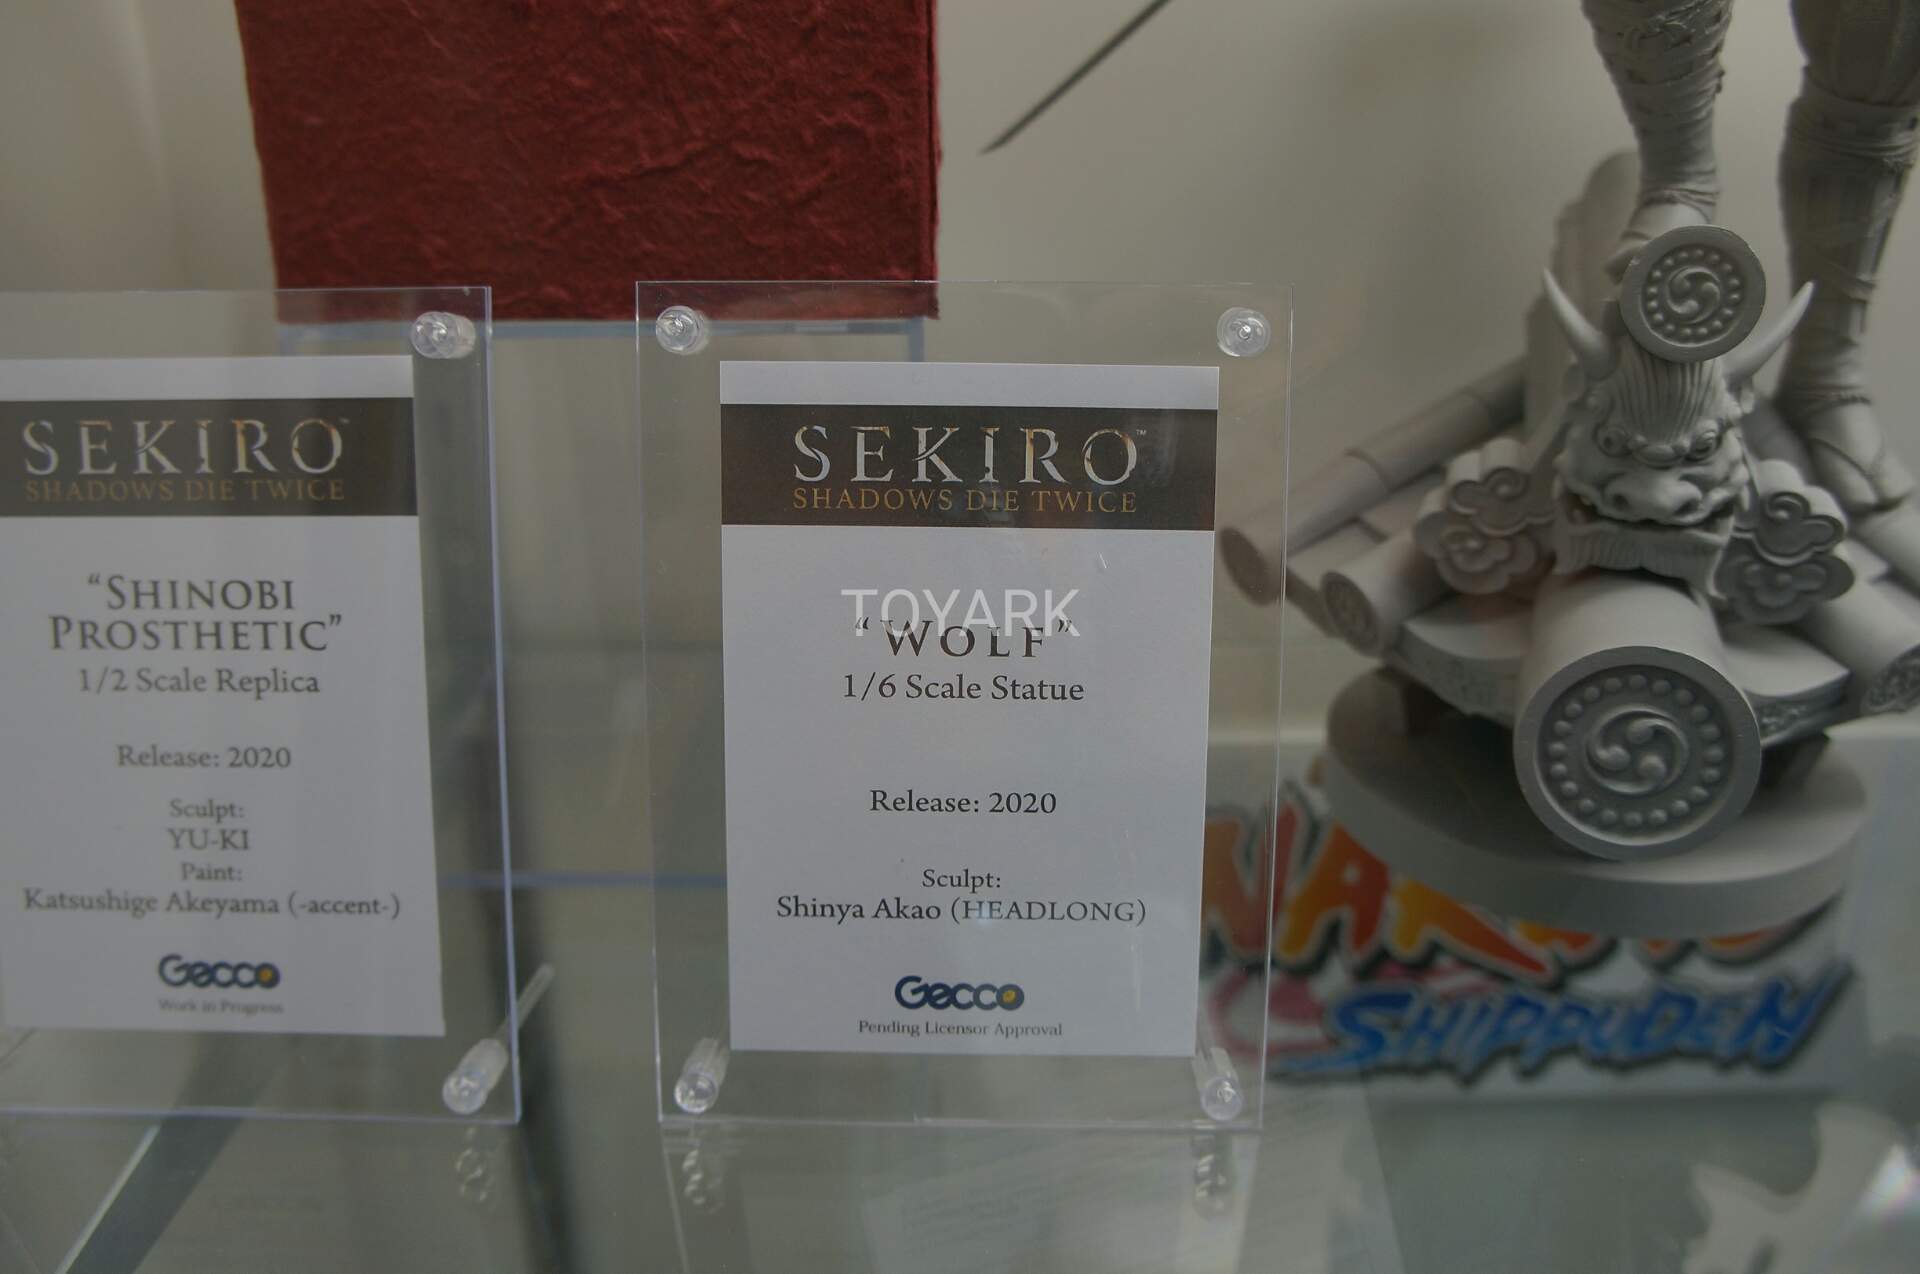 SEKIRO™
SHADOWS DIE TWICE
“SHINOBI
PROSTHETIC”
1/2 Scale Replica
Release: 2020
Sculpt:
YU-KI
Paint:
Katsushige Akeyama (-accent-)
Gecco
Work in Progress
SEKIRO™
SHADOWS DIE TWICE
TOYARK
“WOLF”
1/6 Scale Statue
Release: 2020
Sculpt:
Shinya Akao (HEADLONG)
Gecco
Pending Licensor Approval
SHIPPUDEN